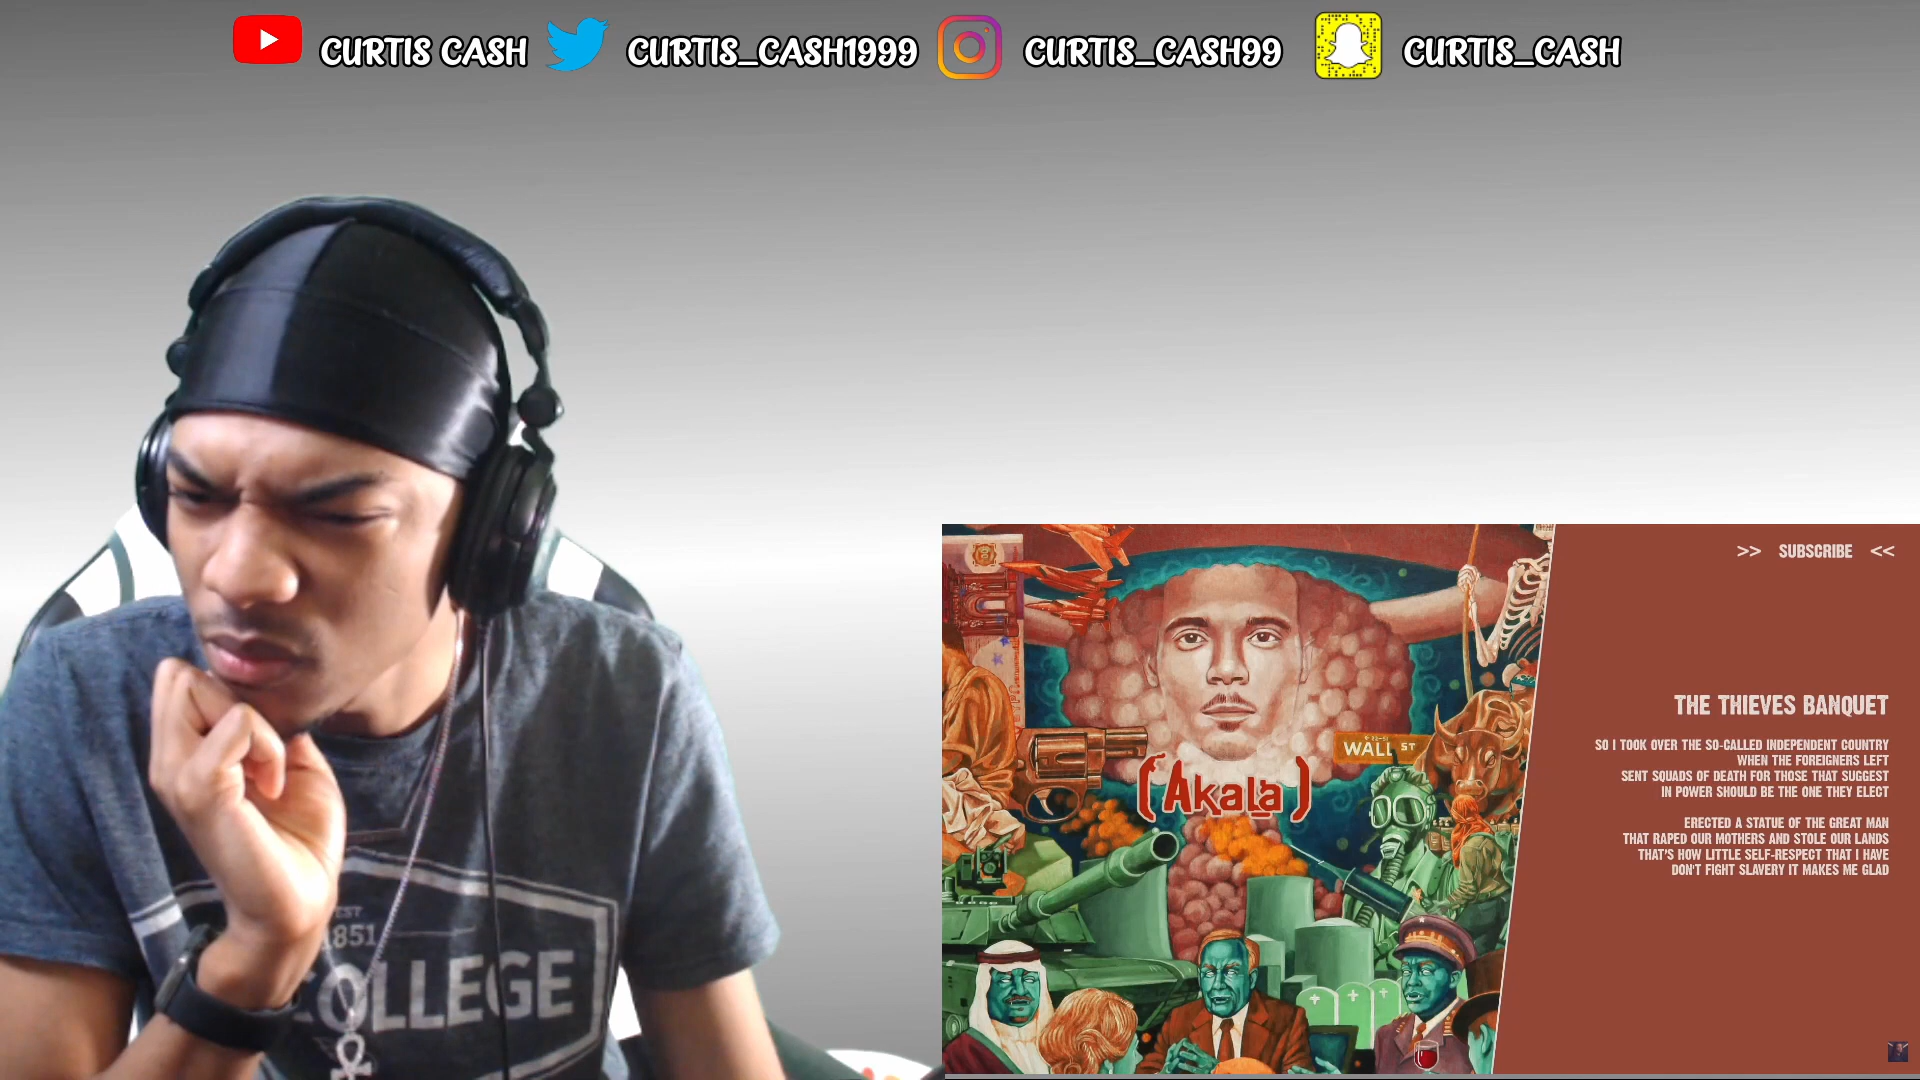 CURTIS CASH CURTIS_CASH1999 CURTIS_CASH99 CURTIS_CASH
>> SUBSCRIBE <<
WALL ST
(Akala)
THE THIEVES BANQUET
SO I TOOK OVER THE SO-CALLED INDEPENDENT COUNTRY
WHEN THE FOREIGNERS LEFT
SENT SQUADS OF DEATH FOR THOSE THAT SUGGEST
IN POWER SHOULD BE THE ONE THEY ELECT
ERECTED A STATUE OF THE GREAT MAN
THAT RAPED OUR MOTHERS AND STOLE OUR LANDS
THAT'S HOW LITTLE SELF-RESPECT THAT I HAVE
DON'T FIGHT SLAVERY IT MAKES ME GLAD
EST
1851
COLLEGE